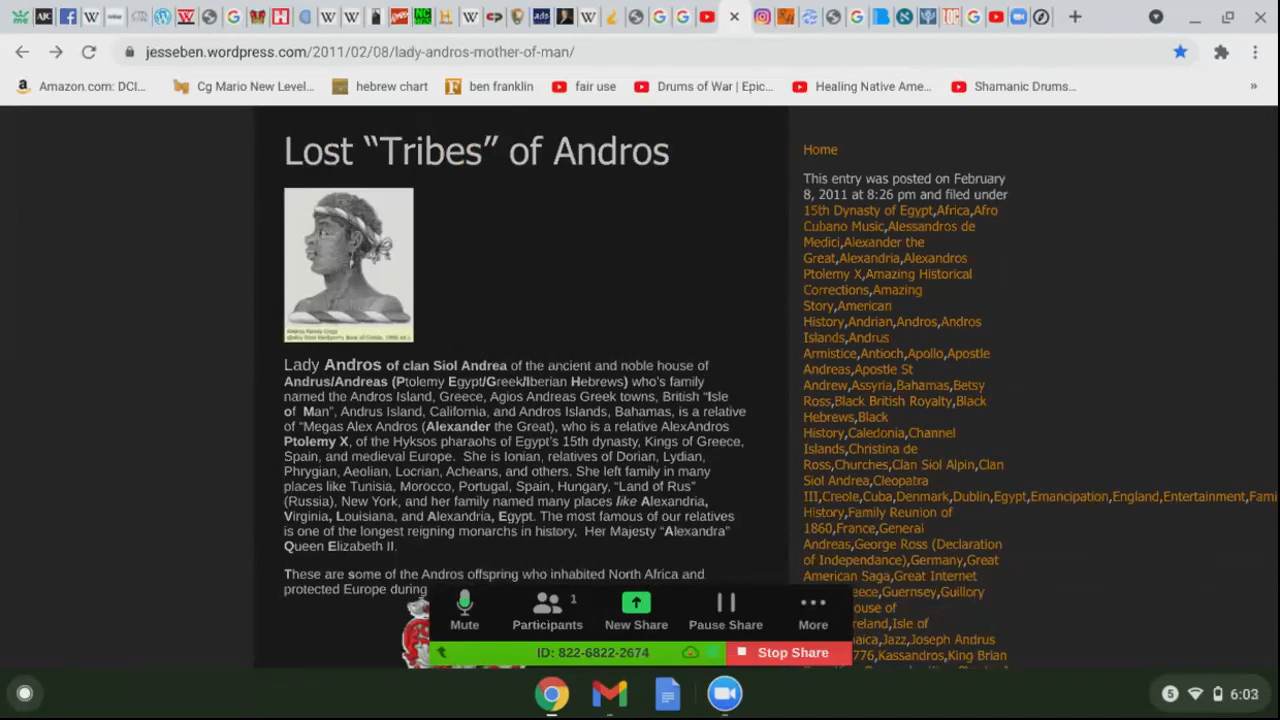 jesseben.wordpress.com/2011/02/08/lady-andros-mother-of-man/
Amazon.com: DCI...
Cg Mario New Level...
hebrew chart
ben franklin
fair use
Drums of War | Epic...
Healing Native Ame...
Shamanic Drums...
»
Lost “Tribes” of Andros
Lady Andros of clan Siol Andrea of the ancient and noble house of
Andrus/Andreas (Ptolemy Egypt/Greek/Iberian Hebrews) who's family
named the Andros Island, Greece, Agios Andreas Greek towns, British “Isle
of Man”, Andrus Island, California, and Andros Islands, Bahamas, is a relative
of “Megas Alex Andros (Alexander the Great), who is a relative AlexAndros
Ptolemy X, of the Hyksos pharaohs of Egypt's 15th dynasty, Kings of Greece,
Spain, and medieval Europe. She is Ionian, relatives of Dorian, Lydian,
Phrygian, Aeolian, Locrian, Acheans, and others. She left family in many
places like Tunisia, Morocco, Portugal, Spain, Hungary, “Land of Rus”
(Russia), New York, and her family named many places like Alexandria,
Virginia, Louisiana, and Alexandria, Egypt. The most famous of our relatives
is one of the longest reigning monarchs in history, Her Majesty “Alexandra”
Queen Elizabeth II.
These are some of the Andros offspring who inhabited North Africa and
protected Europe during
Home
This entry was posted on February
8, 2011 at 8:26 pm and filed under
15th Dynasty of Egypt,Africa,Afro
Cubano Music,Alessandros de
Medici,Alexander the
Great,Alexandria,Alexandros
Ptolemy X,Amazing Historical
Corrections,Amazing
Story,American
History,Andrian,Andros,Andros
Islands,Andrus
Armistice,Antioch,Apollo,Apostle
Andreas,Apostle St
Andrew,Assyria,Bahamas,Betsy
Ross,Black British Royalty,Black
Hebrews,Black
History,Caledonia,Channel
Islands,Christina de
Ross,Churches,Clan Siol Alpin,Clan
Siol Andrea,Cleopatra
III,Creole,Cuba,Denmark,Dublin,Egypt,Emancipation,England,Entertainment,Fami
History,Family Reunion of
1860,France,General
Andreas,George Ross (Declaration
of Independance),Germany,Great
American Saga,Great Internet
eece,Guernsey,Guillory
ouse of
reland,Isle of
aica,Jazz,Joseph Andrus
776,Kassandros,King Brian
1
Mute
Participants
New Share
Pause Share
More
ID: 822-6822-2674
Stop Share
5
6:03